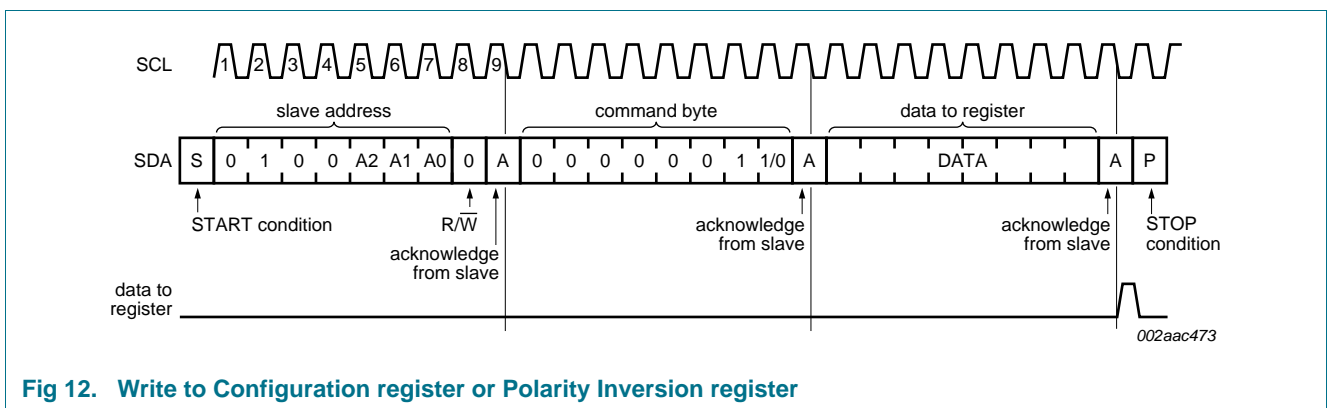 SCL 1 2 3 4 5 6 7 8 9
slave address command byte data to register
SDA S 0 1 0 0 A2 A1 A0 0 A 0 0 0 0 0 0 1 1/0 A DATA A P
START condition R/W̅ acknowledge from slave acknowledge from slave acknowledge from slave STOP condition
data to
register
002aac473
Fig 12. Write to Configuration register or Polarity Inversion register